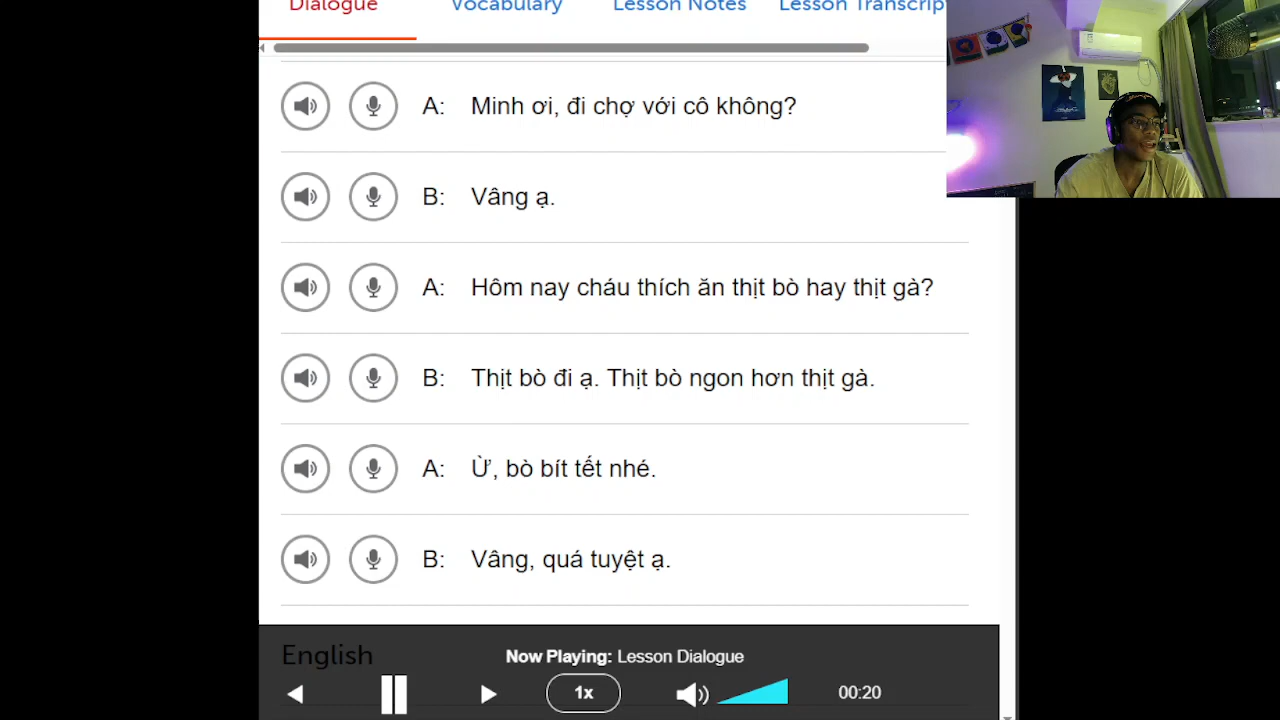 Dialogue Vocabulary Lesson Notes Lesson Transcrip
A: Minh ơi, đi chợ với cô không?
B: Vâng ạ.
A: Hôm nay cháu thích ăn thịt bò hay thịt gà?
B: Thịt bò đi ạ. Thịt bò ngon hơn thịt gà.
A: Ừ, bò bít tết nhé.
B: Vâng, quá tuyệt ạ.
English
Now Playing: Lesson Dialogue
1x
00:20